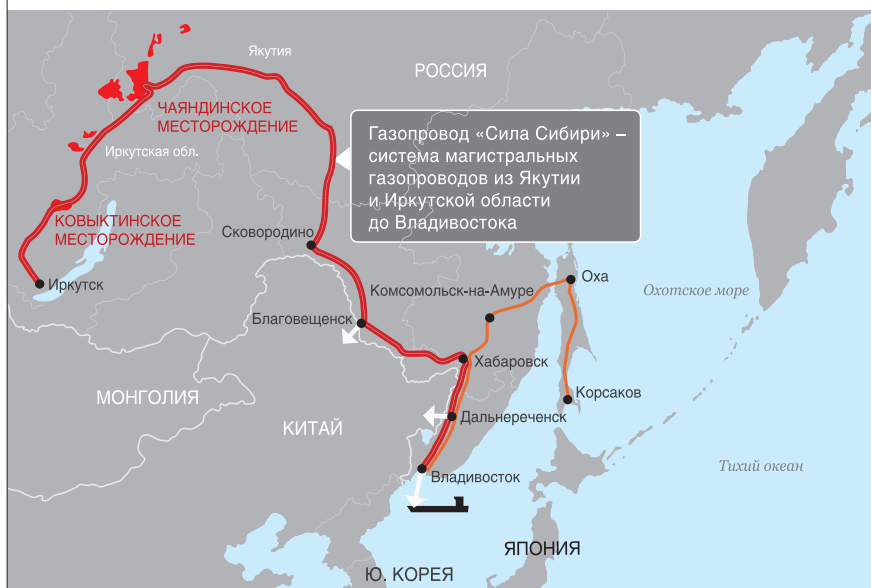 Якутия
РОССИЯ
ЧАЯНДИНСКОЕ
МЕСТОРОЖДЕНИЕ
Газопровод «Сила Сибири» –
система магистральных
газопроводов из Якутии
и Иркутской области
до Владивостока
Иркутская обл.
КОВЫКТИНСКОЕ
МЕСТОРОЖДЕНИЕ
Сковородино
Иркутск
Комсомольск-на-Амуре
Оха
Охотское море
Благовещенск
Хабаровск
МОНГОЛИЯ
Корсаков
КИТАЙ
Дальнереченск
Тихий океан
Владивосток
ЯПОНИЯ
Ю. КОРЕЯ